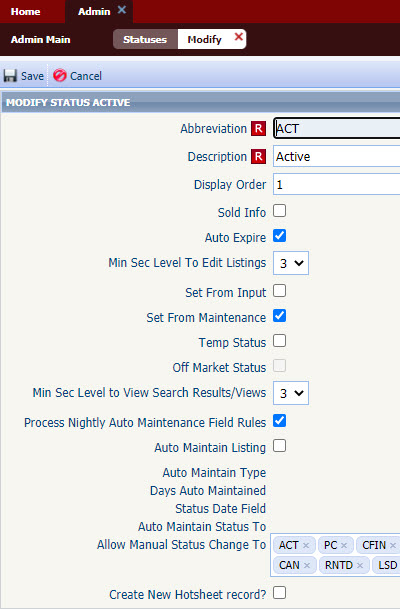 Home Admin
Admin Main Statuses Modify
Save Cancel
MODIFY STATUS ACTIVE
Abbreviation R ACT
Description R Active
Display Order 1
Sold Info
Auto Expire
Min Sec Level To Edit Listings 3
Set From Input
Set From Maintenance
Temp Status
Off Market Status
Min Sec Level to View Search Results/Views 3
Process Nightly Auto Maintenance Field Rules
Auto Maintain Listing
Auto Maintain Type
Days Auto Maintained
Status Date Field
Auto Maintain Status To
Allow Manual Status Change To ACT × PC × CFIN ×
CAN × RNTD × LSD
Create New Hotsheet record?